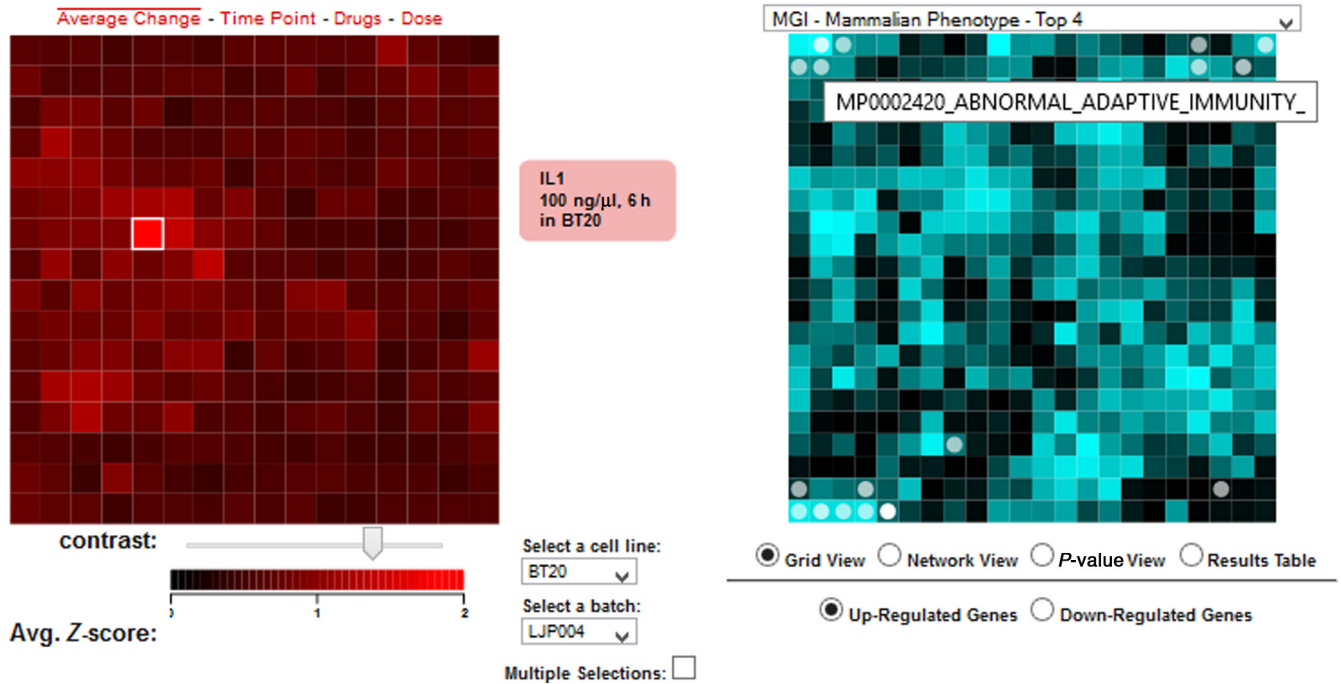 Average Change - Time Point - Drugs - Dose
MGI - Mammalian Phenotype - Top 4
MP0002420_ABNORMAL_ADAPTIVE_IMMUNITY_
IL1
100 ng/µl, 6 h
in BT20
contrast:
0 1 2
Avg. Z-score:
Select a cell line:
BT20
Select a batch:
LJP004
Multiple Selections:
Grid View Network View P-value View Results Table
Up-Regulated Genes Down-Regulated Genes